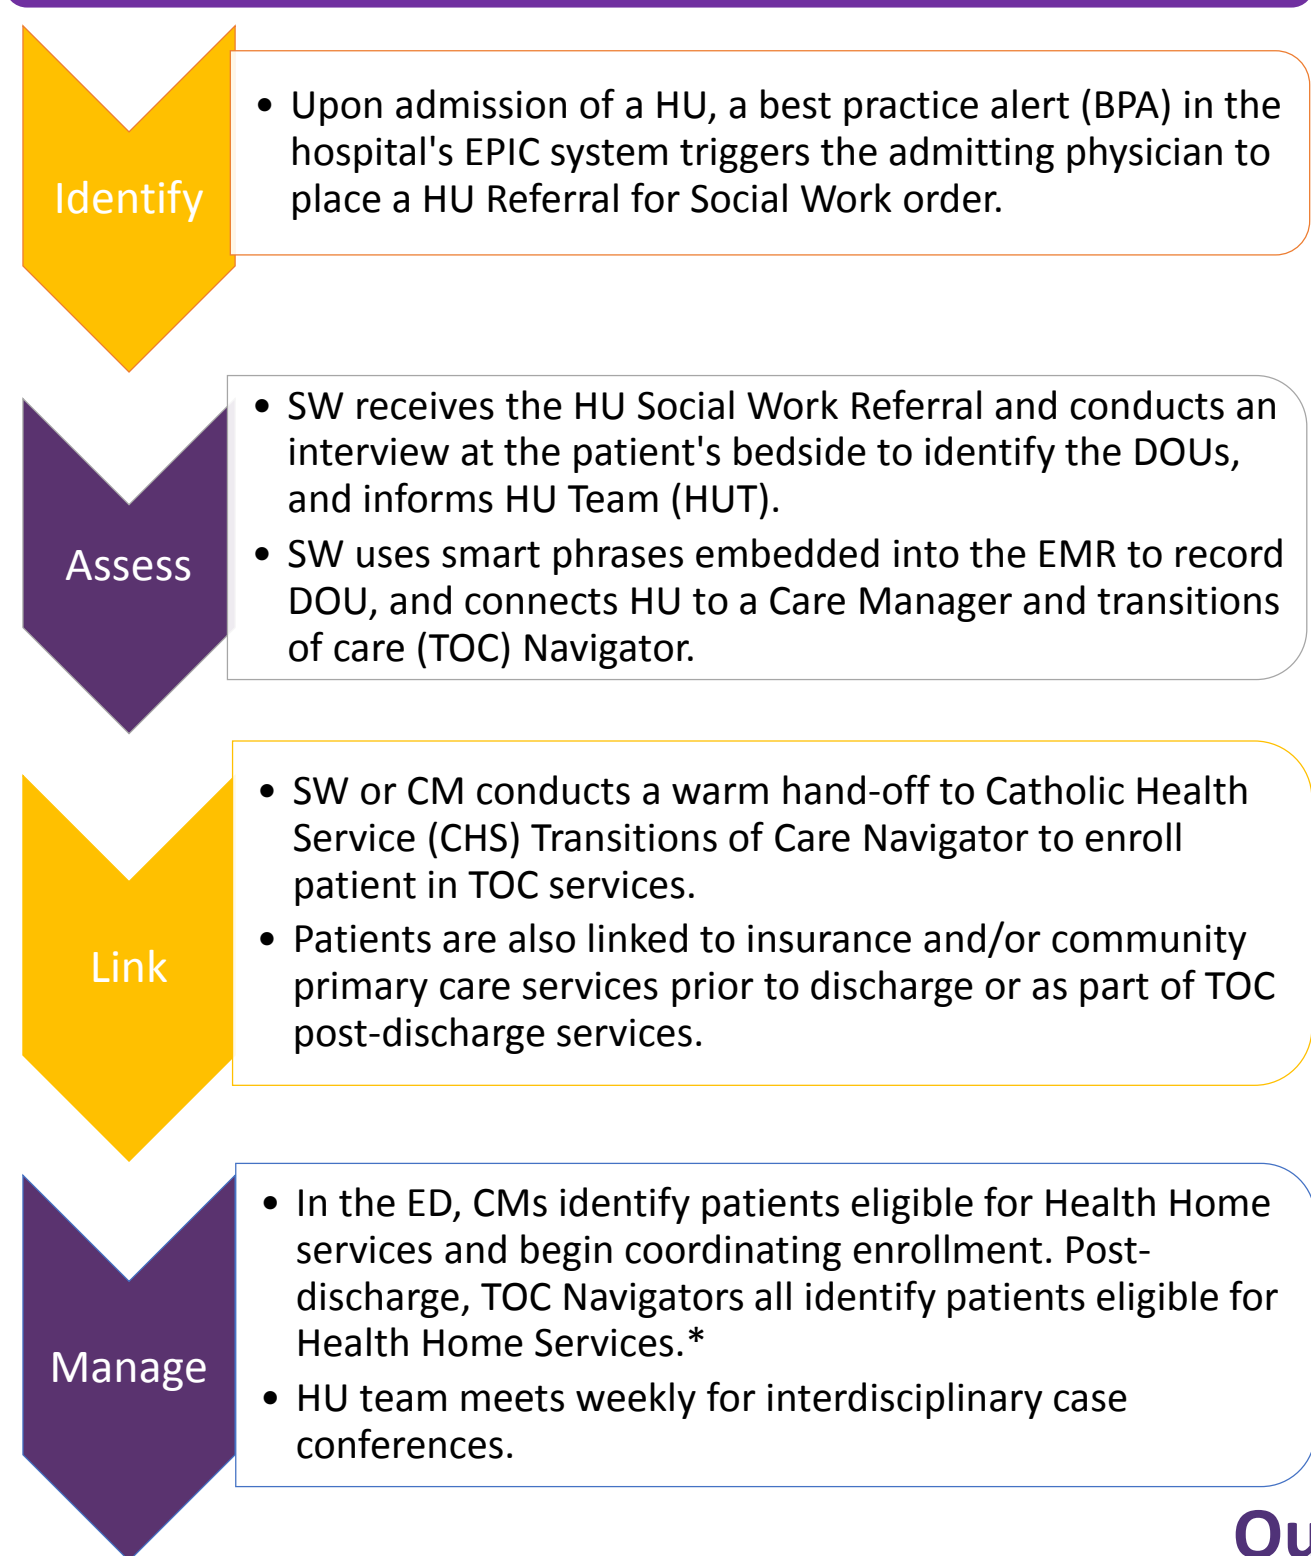 Identify
• Upon admission of a HU, a best practice alert (BPA) in the
hospital's EPIC system triggers the admitting physician to
place a HU Referral for Social Work order.
Assess
• SW receives the HU Social Work Referral and conducts an
interview at the patient's bedside to identify the DOUs,
and informs HU Team (HUT).
• SW uses smart phrases embedded into the EMR to record
DOU, and connects HU to a Care Manager and transitions
of care (TOC) Navigator.
Link
• SW or CM conducts a warm hand-off to Catholic Health
Service (CHS) Transitions of Care Navigator to enroll
patient in TOC services.
• Patients are also linked to insurance and/or community
primary care services prior to discharge or as part of TOC
post-discharge services.
Manage
• In the ED, CMs identify patients eligible for Health Home
services and begin coordinating enrollment. Post-
discharge, TOC Navigators all identify patients eligible for
Health Home Services.*
• HU team meets weekly for interdisciplinary case
conferences.
Ou